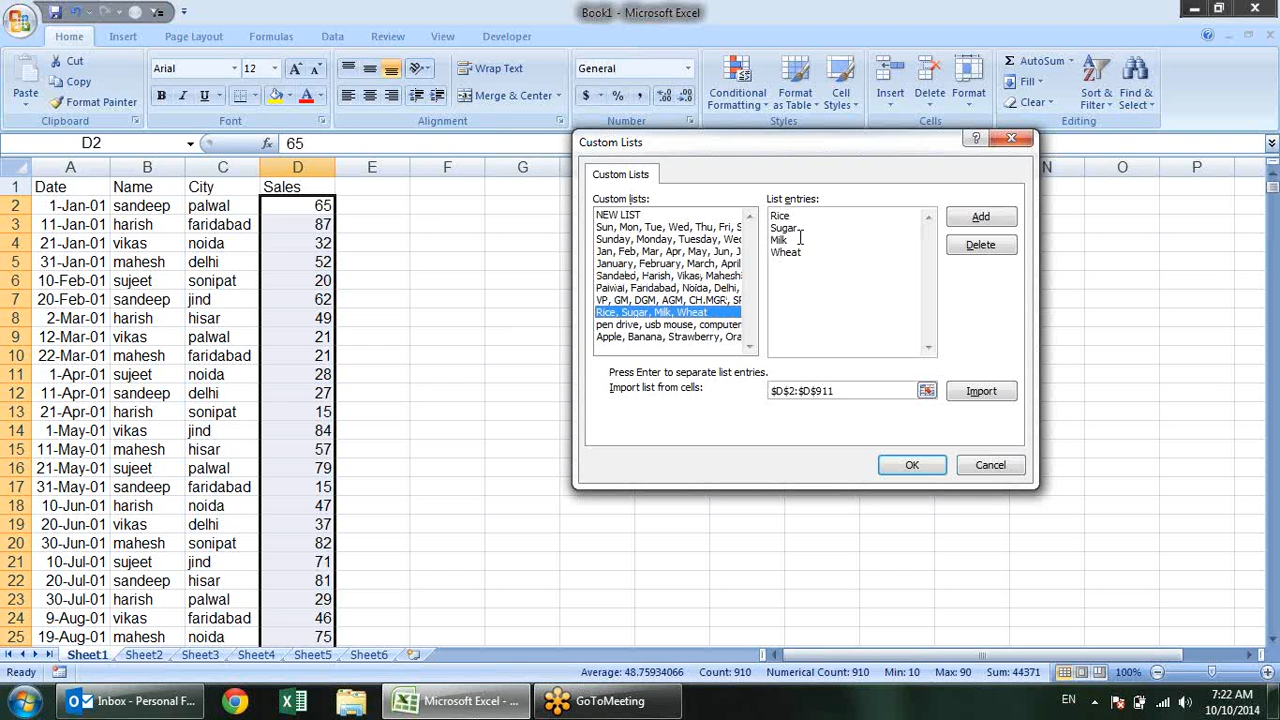 Book1 - Microsoft Excel
Home Insert Page Layout Formulas Data Review View Developer
Paste
Cut
Copy
Format Painter
Clipboard
Arial 12
B I U
Font
Wrap Text
Merge & Center
Alignment
General
$ % ,
Number
Conditional Formatting
Format as Table
Cell Styles
Styles
Insert Delete Format
Cells
AutoSum
Fill
Clear
Sort & Filter
Find & Select
Editing
D2 fx 65
A B C D E F G N O P
1 Date Name City Sales
2 1-Jan-01 sandeep palwal 65
3 11-Jan-01 harish faridabad 87
4 21-Jan-01 vikas noida 32
5 31-Jan-01 mahesh delhi 52
6 10-Feb-01 sujeet sonipat 20
7 20-Feb-01 sandeep jind 62
8 2-Mar-01 harish hisar 49
9 12-Mar-01 vikas palwal 21
10 22-Mar-01 mahesh faridabad 21
11 1-Apr-01 sujeet noida 28
12 11-Apr-01 sandeep delhi 27
13 21-Apr-01 harish sonipat 15
14 1-May-01 vikas jind 84
15 11-May-01 mahesh hisar 57
16 21-May-01 sujeet palwal 79
17 31-May-01 sandeep faridabad 15
18 10-Jun-01 harish noida 47
19 20-Jun-01 vikas delhi 37
20 30-Jun-01 mahesh sonipat 82
21 10-Jul-01 sujeet jind 71
22 20-Jul-01 sandeep hisar 81
23 30-Jul-01 harish palwal 29
24 9-Aug-01 vikas faridabad 46
25 19-Aug-01 mahesh noida 75
Custom Lists
Custom Lists
Custom lists:
NEW LIST
Sun, Mon, Tue, Wed, Thu, Fri, S
Sunday, Monday, Tuesday, Wed
Jan, Feb, Mar, Apr, May, Jun, J
January, February, March, April
Sandeep, Harish, Vikas, Mahesh
Palwal, Faridabad, Noida, Delhi,
VP, GM, DGM, AGM, CH.MGR, SR
Rice, Sugar, Milk, Wheat
pen drive, usb mouse, computer
Apple, Banana, Strawberry, Ora
List entries:
Rice
Sugar
Milk
Wheat
Add
Delete
Press Enter to separate list entries.
Import list from cells:
$D$2:$D$911
Import
OK Cancel
Sheet1 Sheet2 Sheet3 Sheet4 Sheet5 Sheet6
Ready Average: 48.75934066 Count: 910 Numerical Count: 910 Min: 10 Max: 90 Sum: 44371 100%
Inbox - Personal F...
Microsoft Excel - ...
GoToMeeting
EN
7:22 AM
10/10/2014